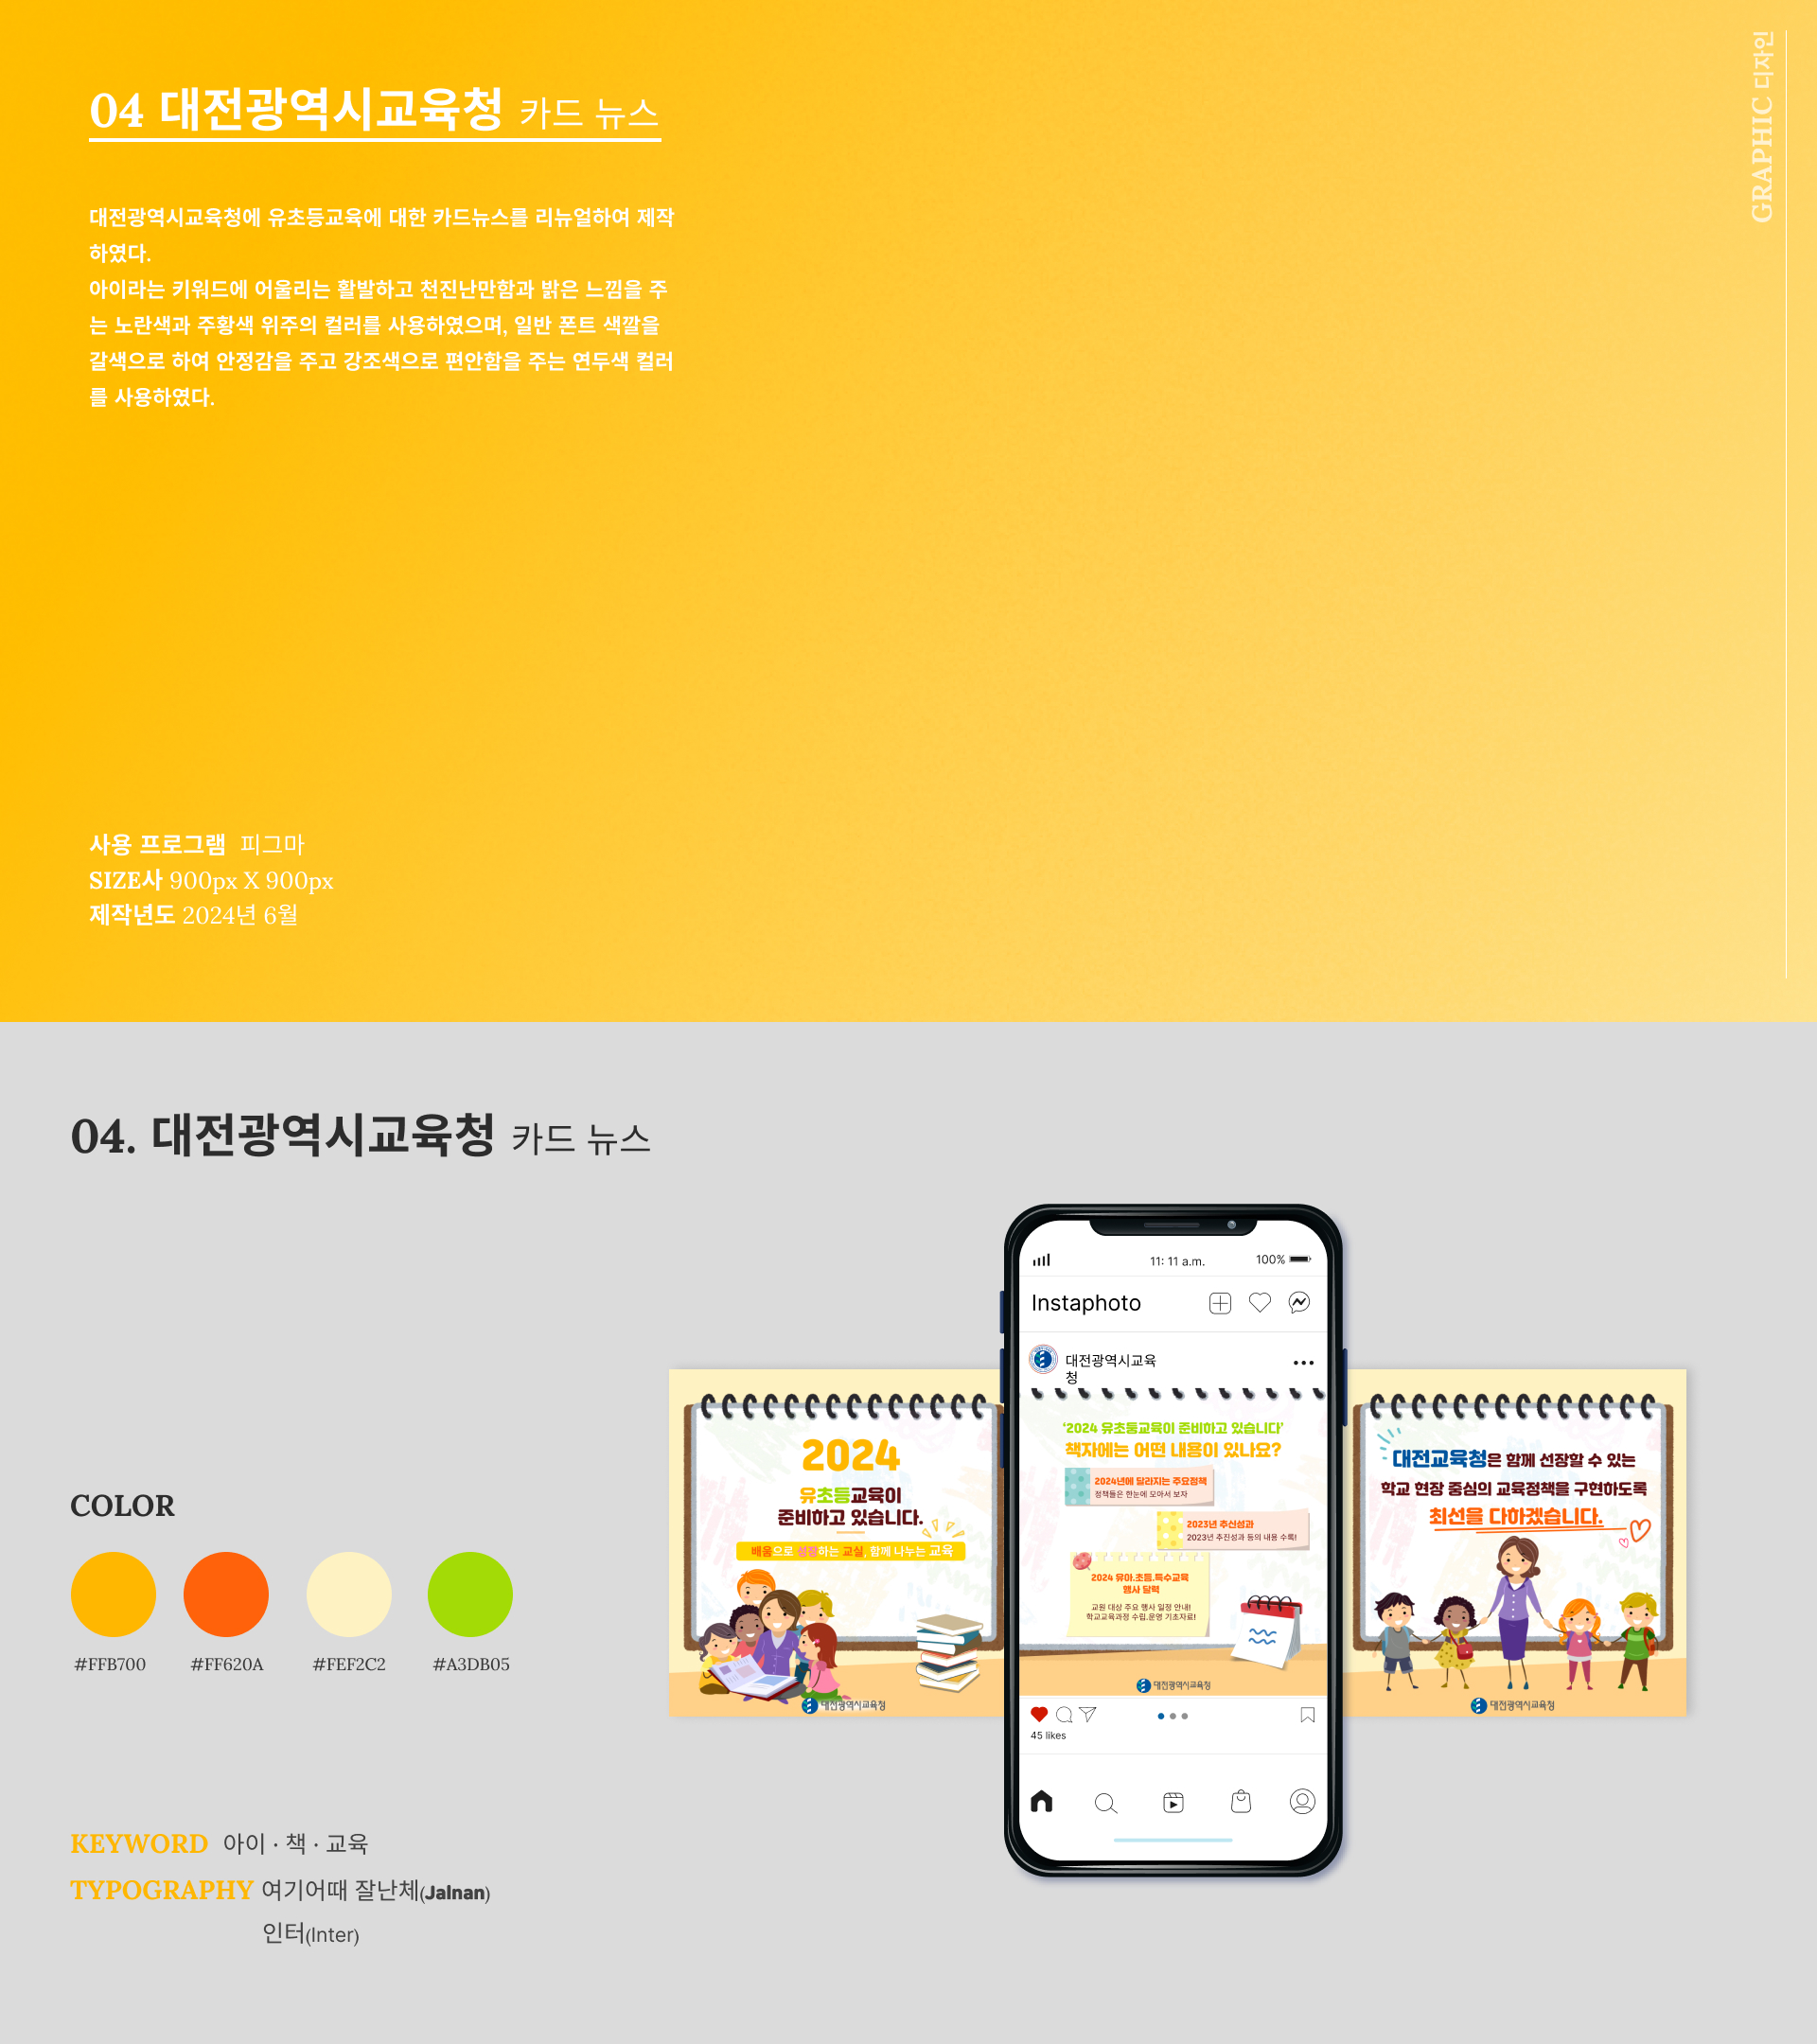 04 대전광역시교육청 카드 뉴스
GRAPHIC 디자인
대전광역시교육청에 유초등교육에 대한 카드뉴스를 리뉴얼하여 제작
하였다.
아이라는 키워드에 어울리는 활발하고 천진난만함과 밝은 느낌을 주
는 노란색과 주황색 위주의 컬러를 사용하였으며, 일반 폰트 색깔을
갈색으로 하여 안정감을 주고 강조색으로 편안함을 주는 연두색 컬러
를 사용하였다.
사용 프로그램 피그마
SIZE사 900px X 900px
제작년도 2024년 6월
04. 대전광역시교육청 카드 뉴스
COLOR
#FFB700 #FF620A #FEF2C2 #A3DB05
KEYWORD 아이 · 책 · 교육
TYPOGRAPHY 여기어때 잘난체(Jalnan)
인터(Inter)
2024
유초등교육이
준비하고 있습니다.
배움으로 성장하는 교실, 함께 나누는 교육
대전광역시교육청
11: 11 a.m.
100%
Instaphoto
대전광역시교육
청
‘2024 유초등교육이 준비하고 있습니다’
책자에는 어떤 내용이 있나요?
2024년에 달라지는 주요정책
정책들은 한눈에 모아서 보자
2023년 추신성과
2023년 추진성과 등의 내용 수록!
2024 유아.초등.특수교육
행사 달력
교원 대상 주요 행사 일정 안내!
학교교육과정 수립.운영 기초자료!
대전광역시교육청
45 likes
대전교육청은 함께 선장할 수 있는
학교 현장 중심의 교육정책을 구현하도록
최선을 다하겠습니다.
대전광역시교육청